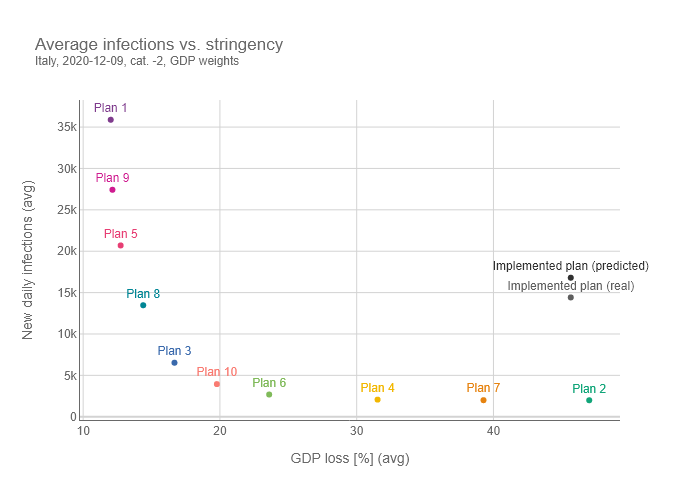 Average infections vs. stringency
Italy, 2020-12-09, cat. -2, GDP weights
Plan 1
35k
30k
Plan 9
25k
Plan 5
20k
Implemented plan (predicted)
Implemented plan (real)
15k
Plan 8
10k
Plan 3
5k
Plan 10
Plan 6
Plan 4
Plan 7
Plan 2
0
10
20
30
40
New daily infections (avg)
GDP loss [%] (avg)